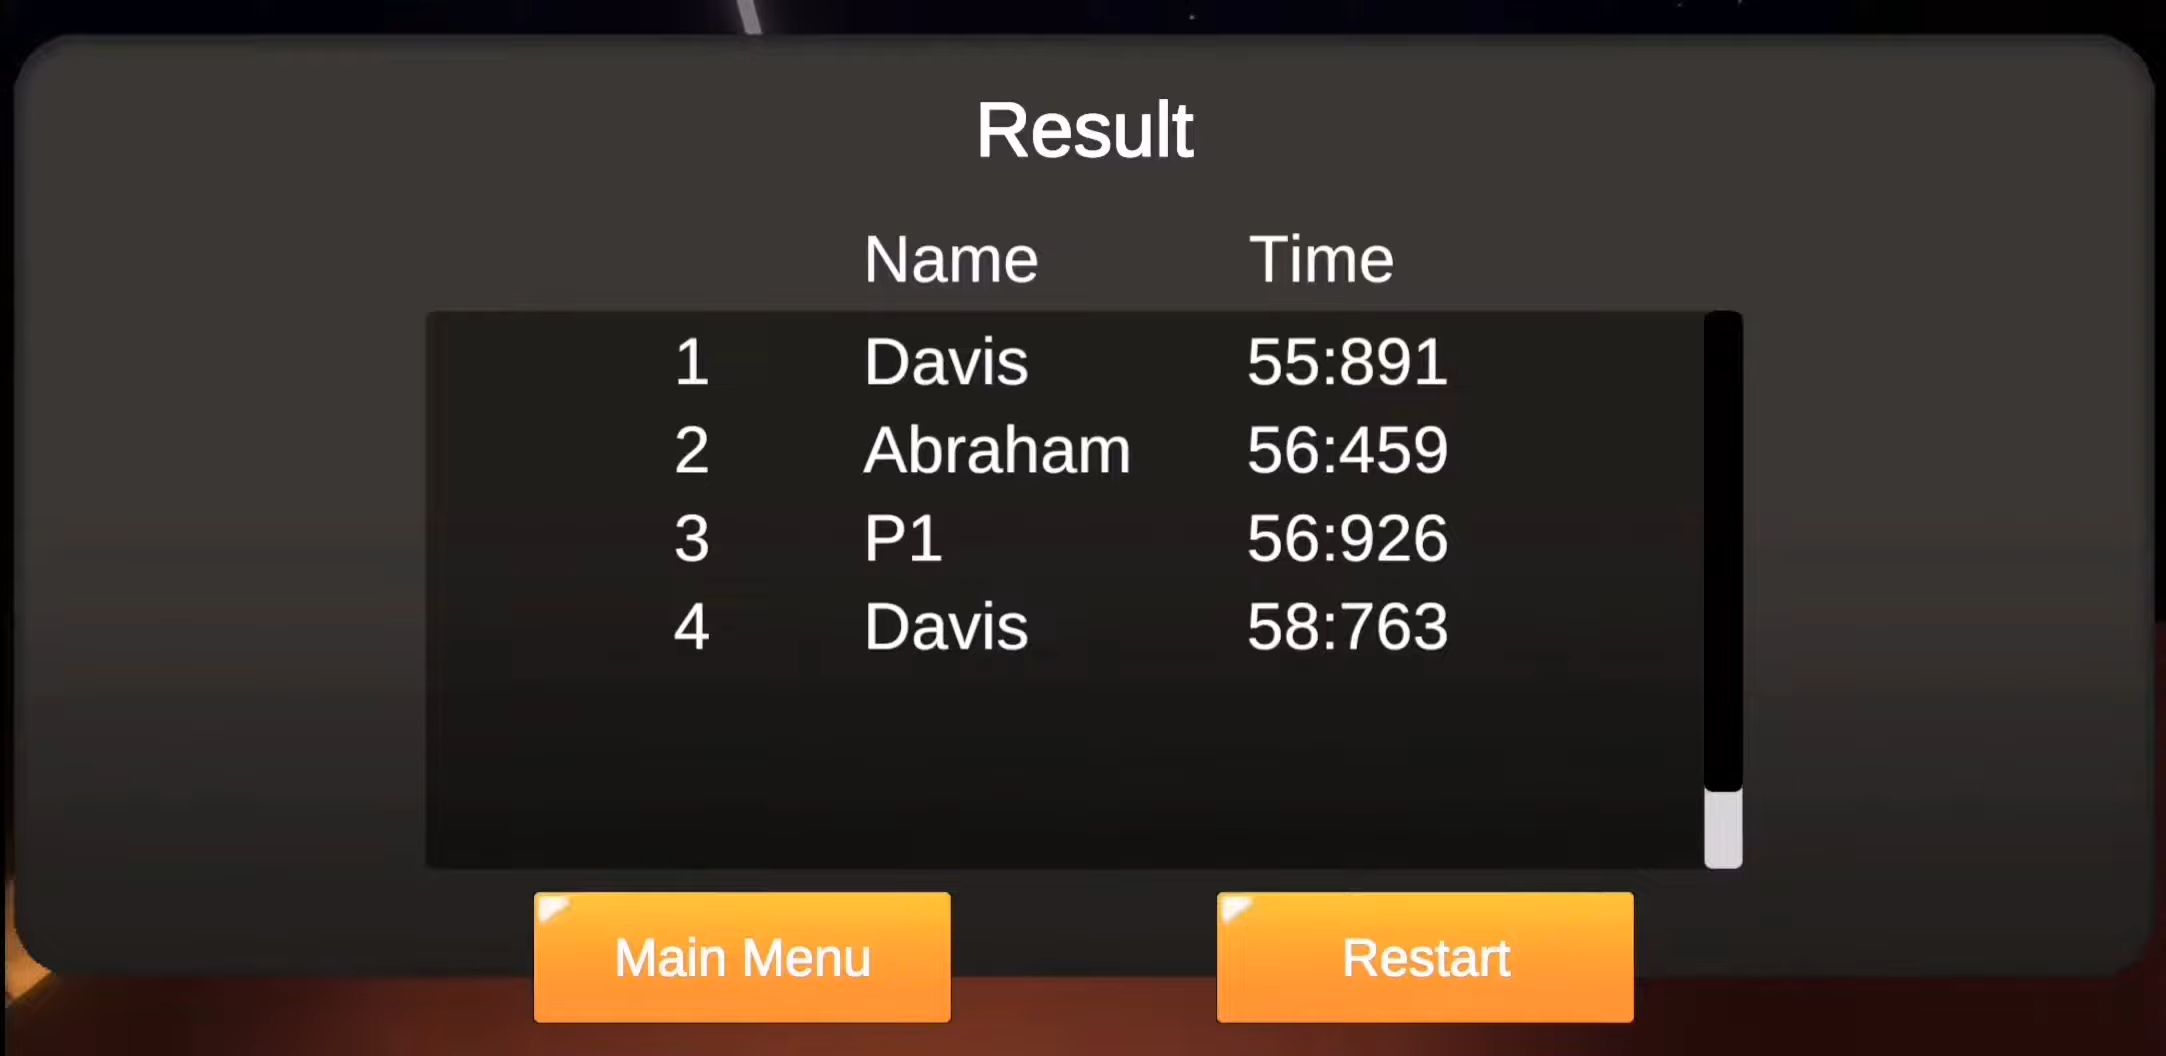 Result
Name Time
1 Davis 55:891
2 Abraham 56:459
3 P1 56:926
4 Davis 58:763
Main Menu Restart